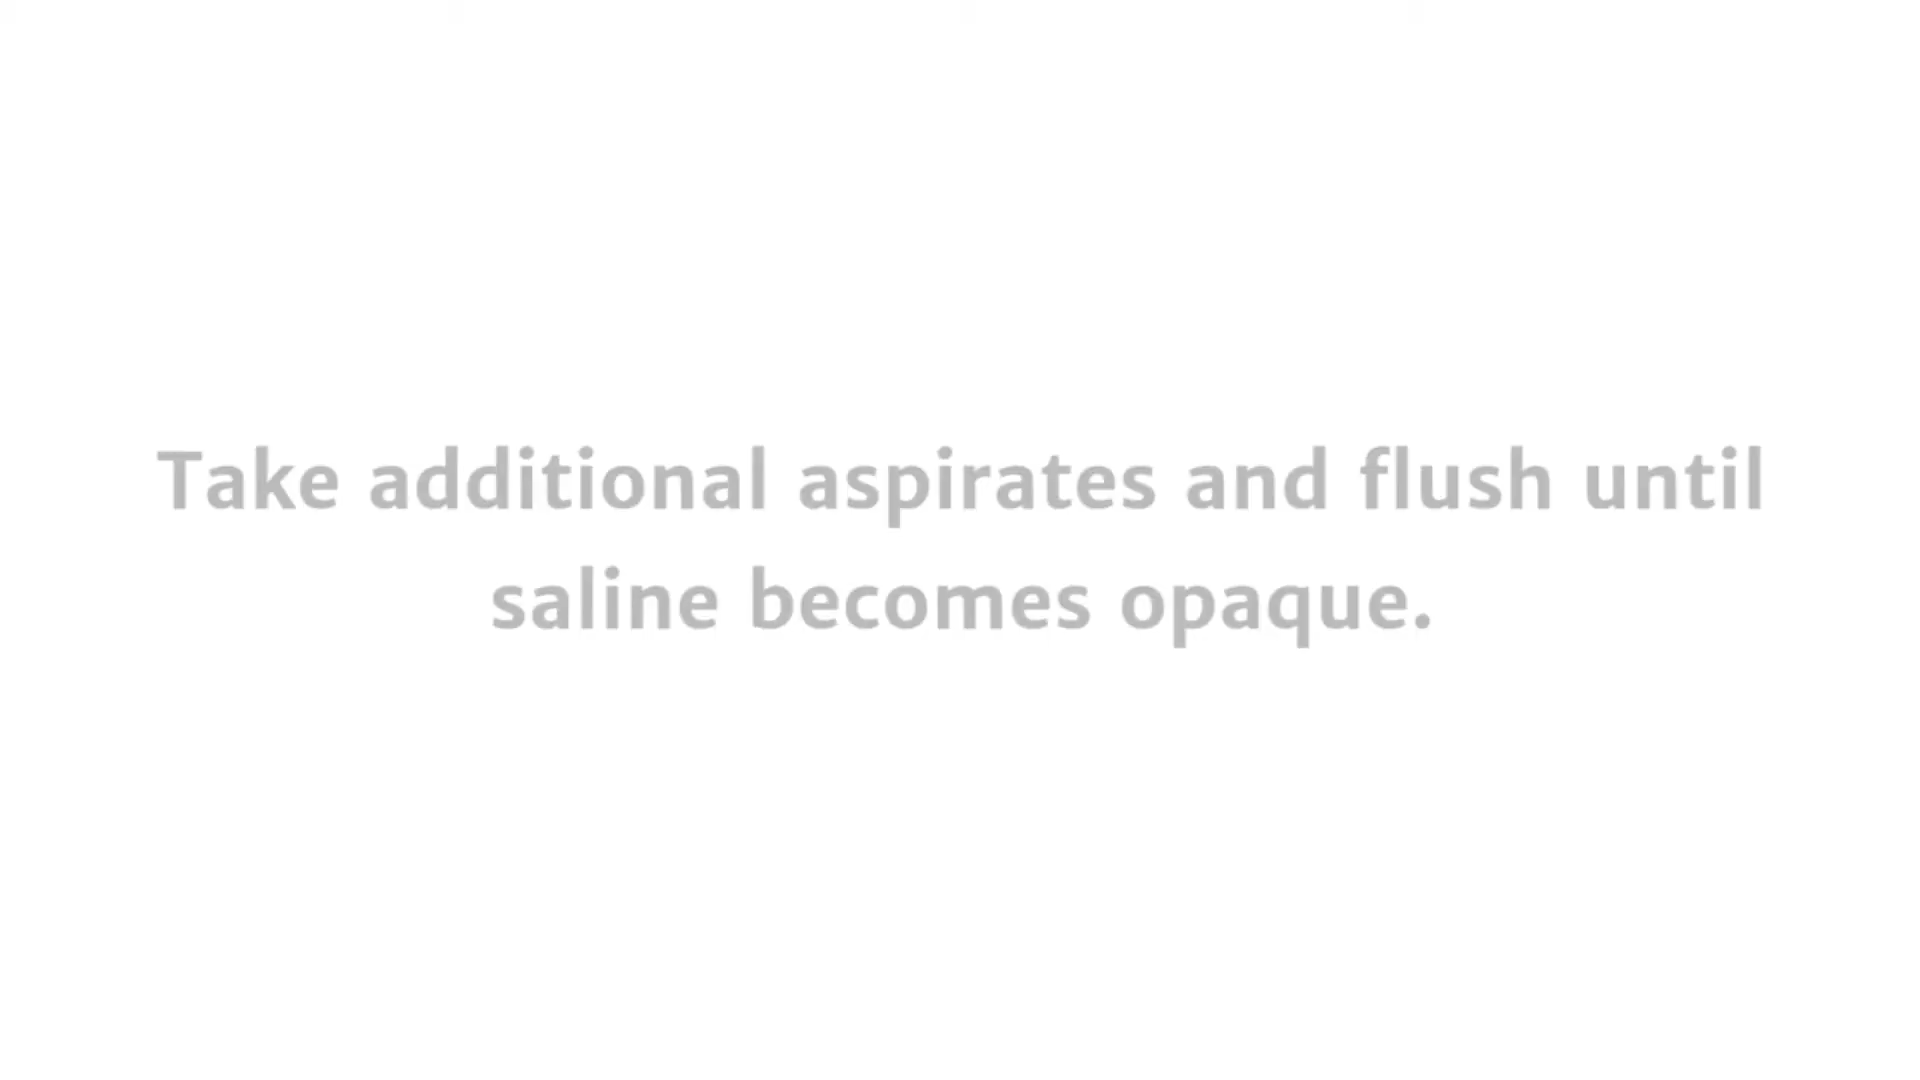 Take additional aspirates and flush until
saline becomes opaque.